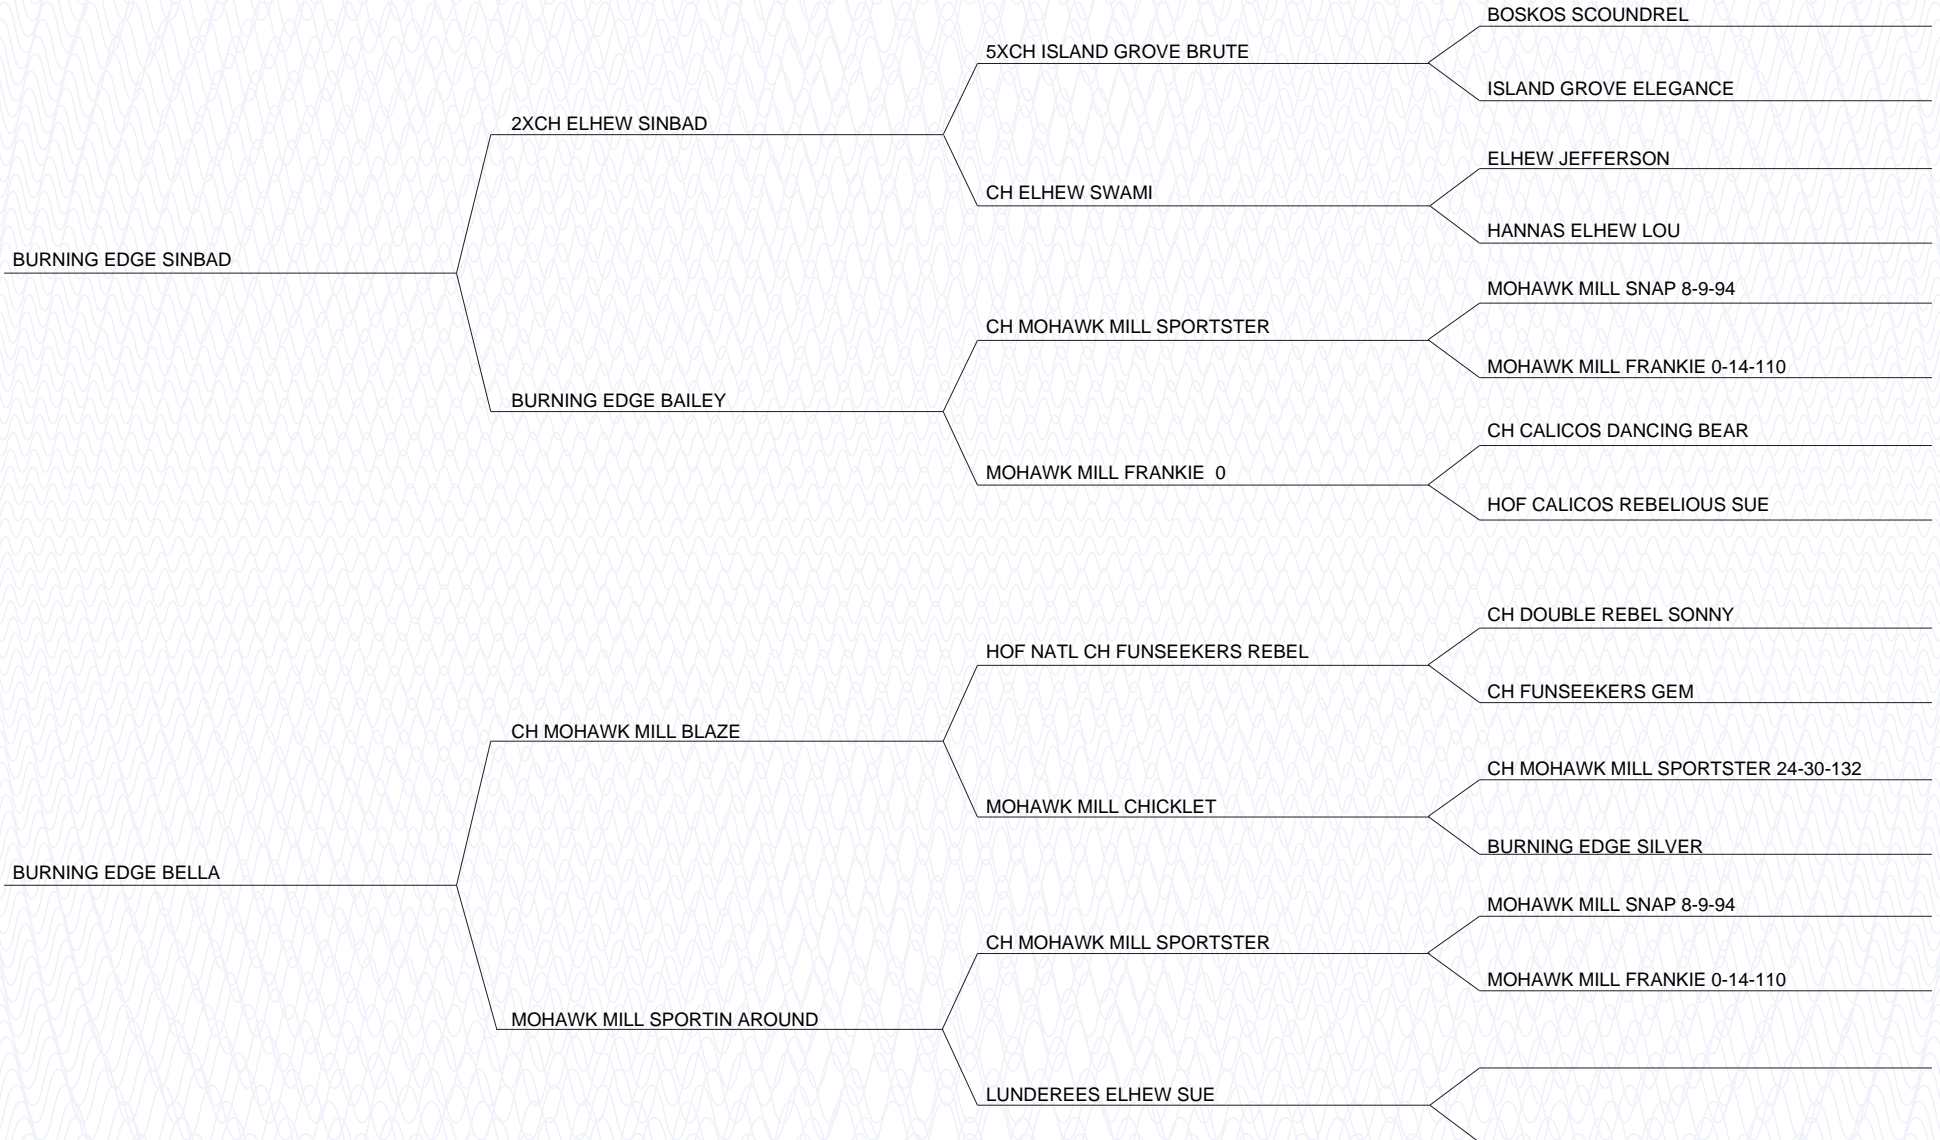 BOSKOS SCOUNDREL
5XCH ISLAND GROVE BRUTE
ISLAND GROVE ELEGANCE
2XCH ELHEW SINBAD
ELHEW JEFFERSON
CH ELHEW SWAMI
HANNAS ELHEW LOU
BURNING EDGE SINBAD
MOHAWK MILL SNAP 8-9-94
CH MOHAWK MILL SPORTSTER
MOHAWK MILL FRANKIE 0-14-110
BURNING EDGE BAILEY
CH CALICOS DANCING BEAR
MOHAWK MILL FRANKIE  0
HOF CALICOS REBELIOUS SUE
CH DOUBLE REBEL SONNY
HOF NATL CH FUNSEEKERS REBEL
CH FUNSEEKERS GEM
CH MOHAWK MILL BLAZE
CH MOHAWK MILL SPORTSTER 24-30-132
MOHAWK MILL CHICKLET
BURNING EDGE SILVER
BURNING EDGE BELLA
MOHAWK MILL SNAP 8-9-94
CH MOHAWK MILL SPORTSTER
MOHAWK MILL FRANKIE 0-14-110
MOHAWK MILL SPORTIN AROUND
LUNDEREES ELHEW SUE